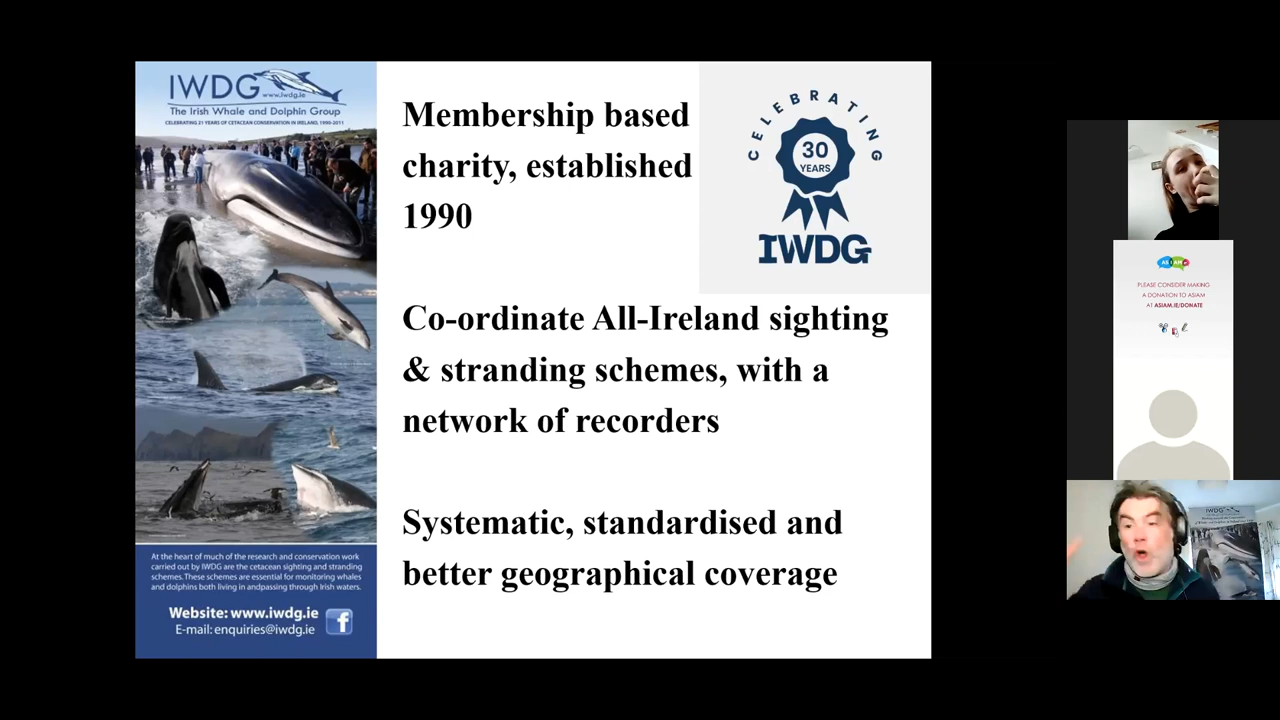 IWDG
www.iwdg.ie
The Irish Whale and Dolphin Group
CELEBRATING 21 YEARS OF CETACEAN CONSERVATION IN IRELAND, 1990-2011
At the heart of much of the research and conservation work
carried out by IWDG are the cetacean sighting and stranding
schemes. These schemes are essential for monitoring whales
and dolphins both living in andpassing through Irish waters.
Website: www.iwdg.ie
E-mail: enquiries@iwdg.ie
f
Membership based
charity, established
1990
CELEBRATING
30
YEARS
IWDG
Co-ordinate All-Ireland sighting
& stranding schemes, with a
network of recorders
Systematic, standardised and
better geographical coverage
AS I AM
PLEASE CONSIDER MAKING
A DONATION TO ASIAM
AT ASIAM.IE/DONATE
IWDG